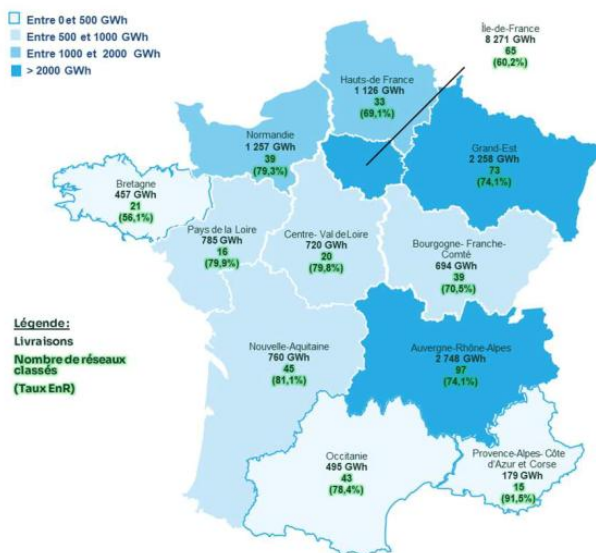 Entre 0 et 500 GWh
Entre 500 et 1000 GWh
Entre 1000 et 2000 GWh
> 2000 GWh
Île-de-France
8 271 GWh
65
(60,2%)
Hauts-de France
1 126 GWh
33
(69,1%)
Normandie
1 257 GWh
39
(79,3%)
Grand-Est
2 258 GWh
73
(74,1%)
Bretagne
457 GWh
21
(56,1%)
Pays de la Loire
785 GWh
16
(79,9%)
Centre- Val de Loire
720 GWh
20
(79,8%)
Bourgogne- Franche-
Comté
694 GWh
39
(70,5%)
Légende :
Livraisons
Nombre de réseaux
classés
(Taux EnR)
Nouvelle-Aquitaine
760 GWh
45
(81,1%)
Auvergne-Rhône-Alpes
2 748 GWh
97
(74,1%)
Occitanie
495 GWh
43
(78,4%)
Provence-Alpes- Côte
d'Azur et Corse
179 GWh
15
(91,5%)